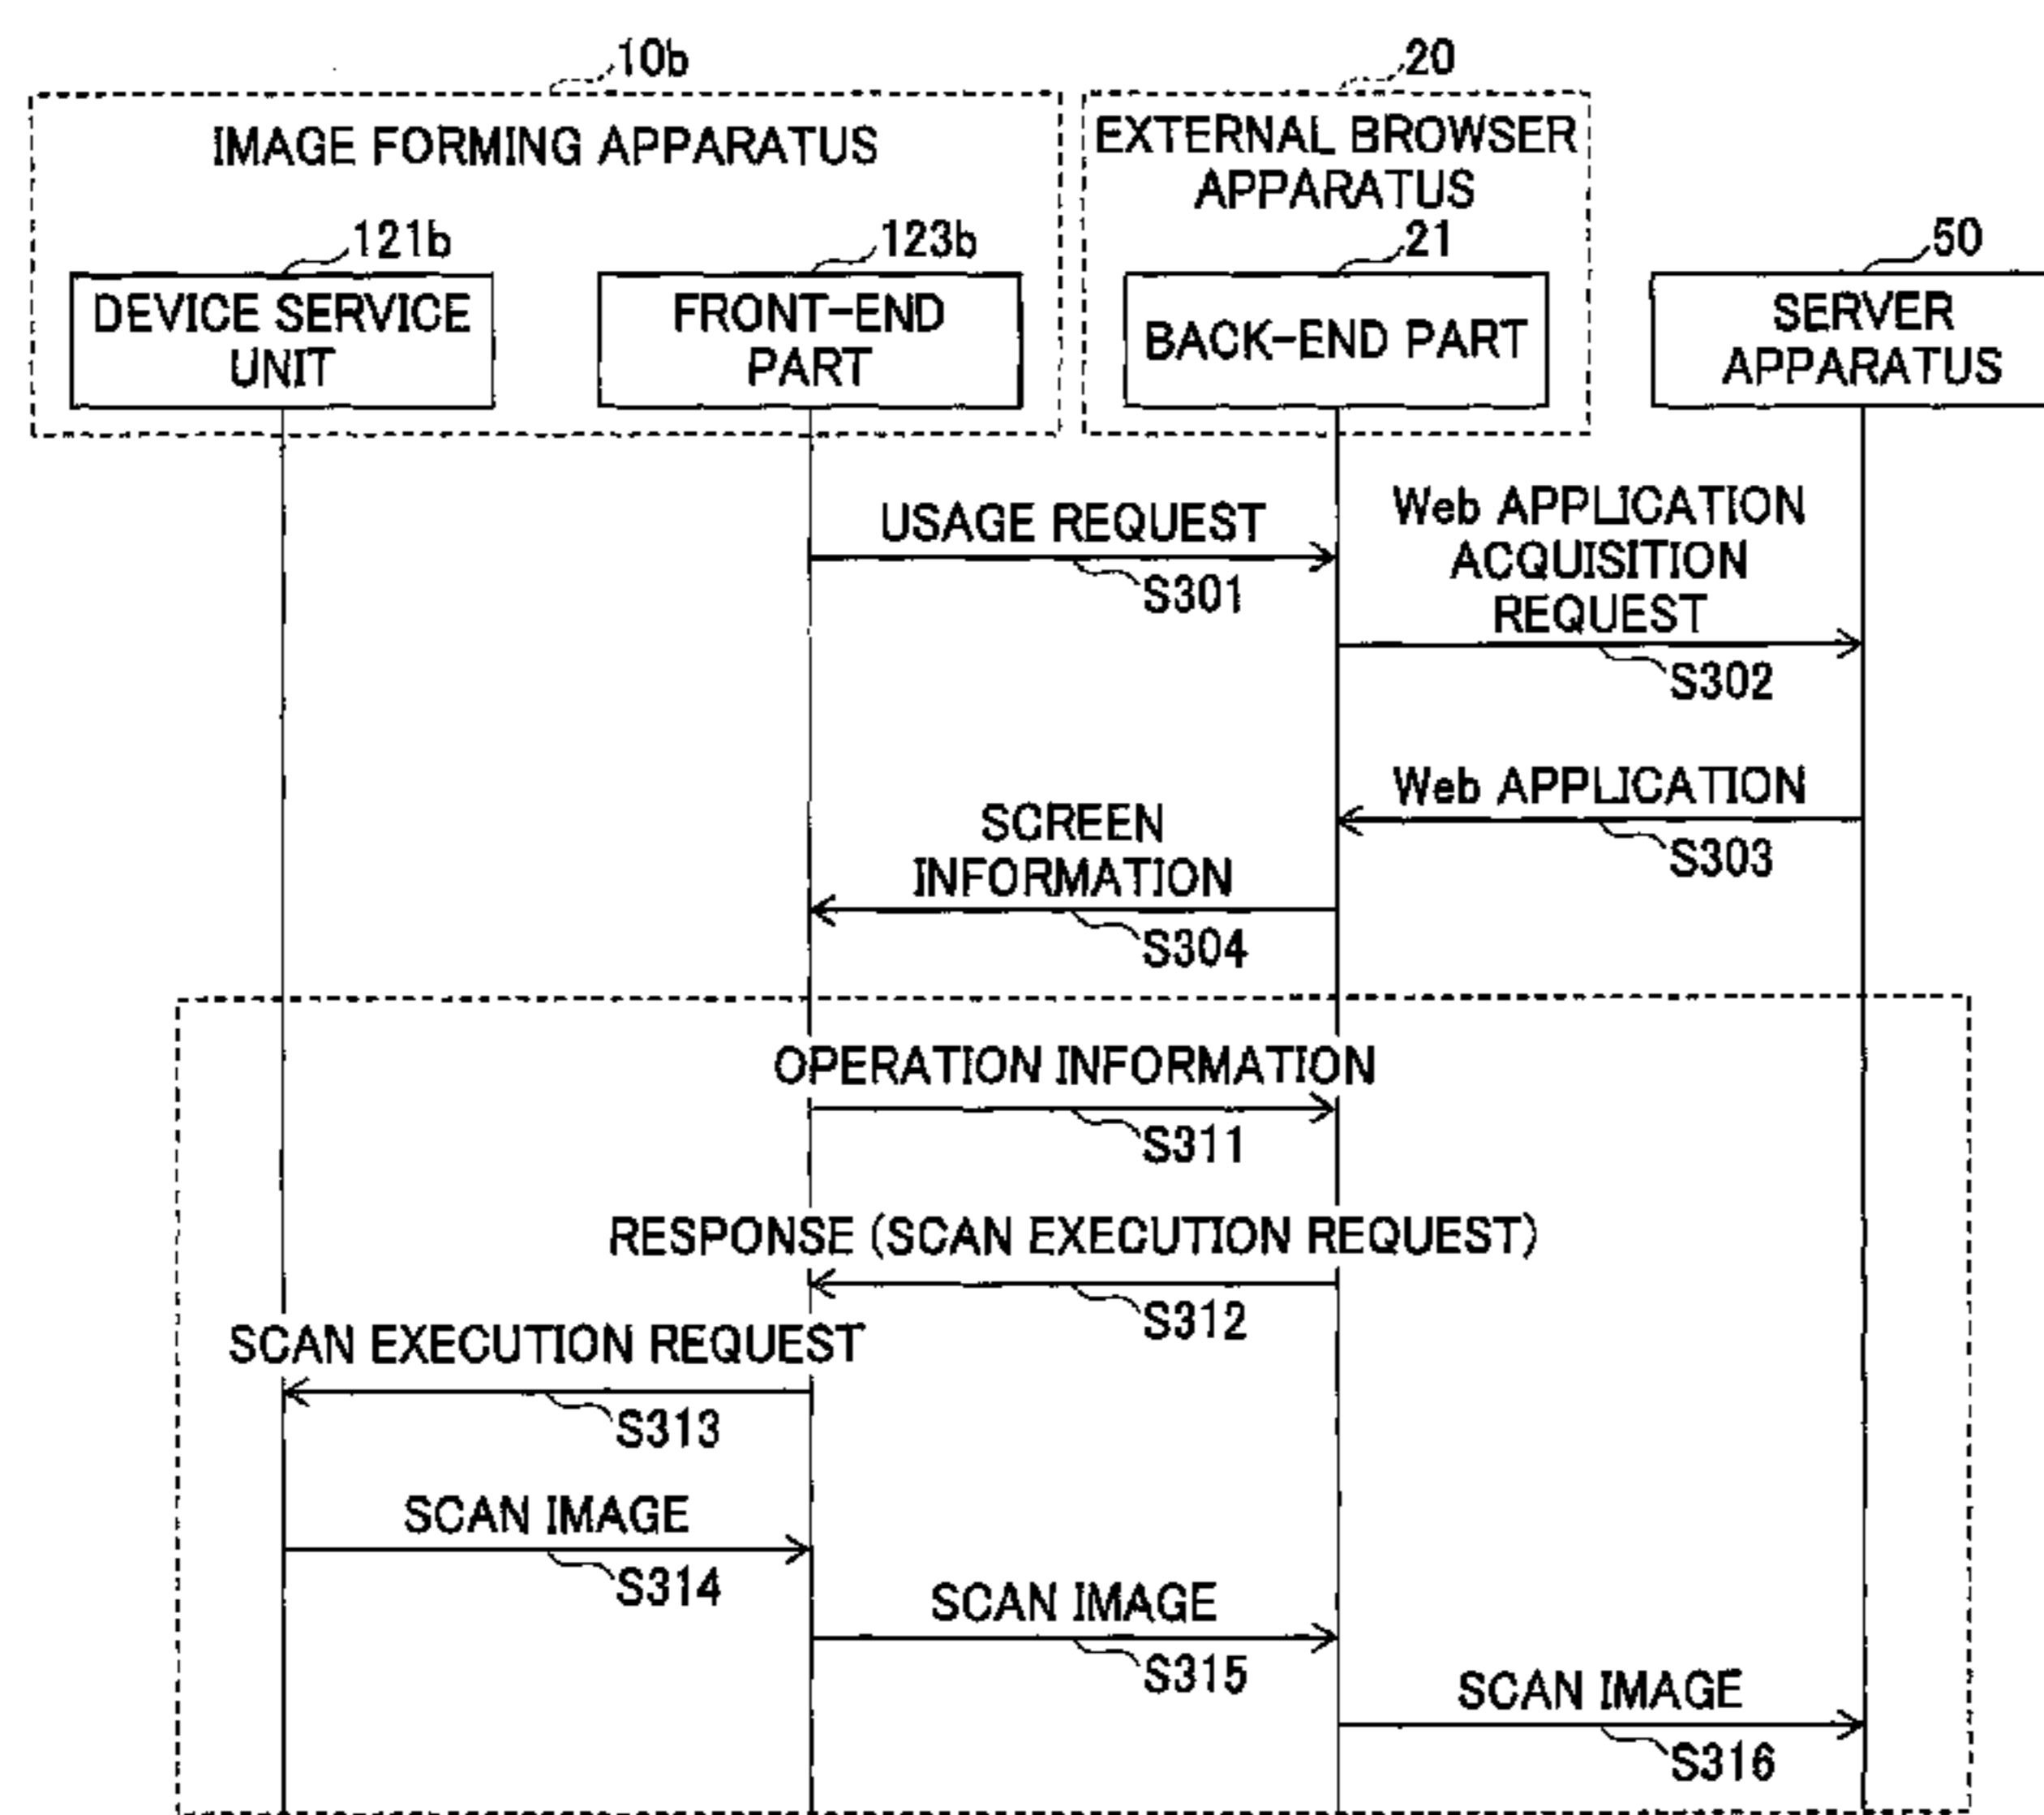 10b
20
IMAGE FORMING APPARATUS
EXTERNAL BROWSER
APPARATUS
121b
123b
21
50
DEVICE SERVICE
UNIT
FRONT-END
PART
BACK-END PART
SERVER
APPARATUS
USAGE REQUEST
S301
Web APPLICATION
ACQUISITION
REQUEST
S302
Web APPLICATION
S303
SCREEN
INFORMATION
S304
OPERATION INFORMATION
S311
RESPONSE (SCAN EXECUTION REQUEST)
S312
SCAN EXECUTION REQUEST
S313
SCAN IMAGE
S314
SCAN IMAGE
S315
SCAN IMAGE
S316